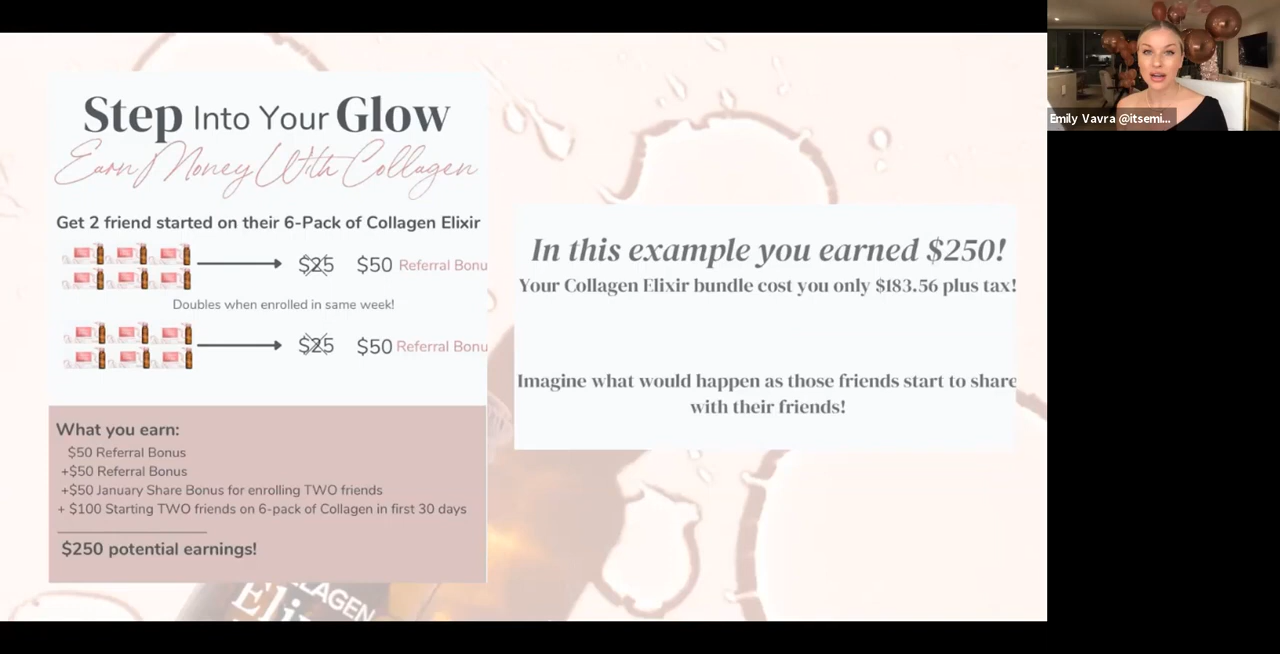 Step Into Your Glow
Earn Money With Collagen
Get 2 friend started on their 6-Pack of Collagen Elixir
$25 $50 Referral Bonu
Doubles when enrolled in same week!
$25 $50 Referral Bonu
What you earn:
$50 Referral Bonus
+$50 Referral Bonus
+$50 January Share Bonus for enrolling TWO friends
+ $100 Starting TWO friends on 6-pack of Collagen in first 30 days
$250 potential earnings!
In this example you earned $250!
Your Collagen Elixir bundle cost you only $183.56 plus tax!
Imagine what would happen as those friends start to share
with their friends!
LAGEN
Eli
Emily Vavra @itsemi...